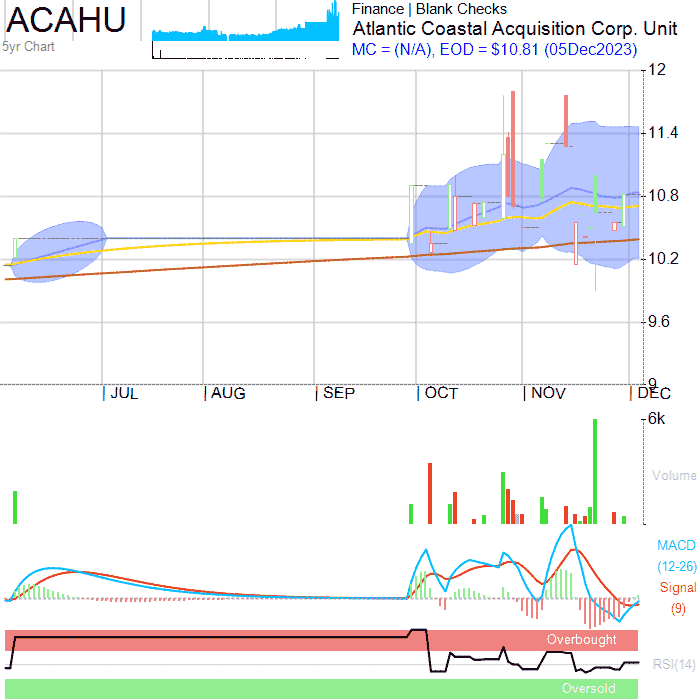 ACAHU
5yr Chart
Finance | Blank Checks
Atlantic Coastal Acquisition Corp. Unit
MC = (N/A), EOD = $10.81 (05Dec2023)
12
11.4
10.8
10.2
9.6
9
JUL AUG SEP OCT NOV DEC
6k
Volume
MACD
(12-26)
Signal
(9)
Overbought
RSI(14)
Oversold